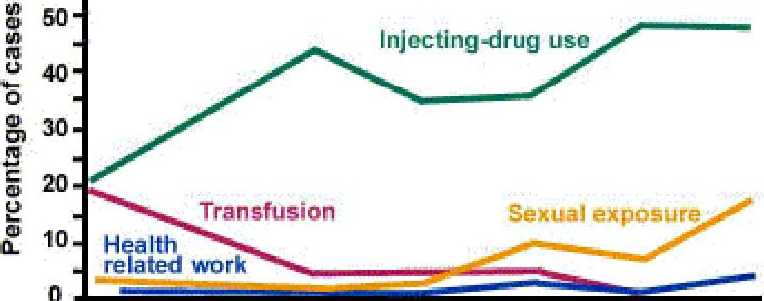 Percentage of cases
50
40
30
20
10
0
Injecting-drug use
Transfusion
Sexual exposure
Health
related work